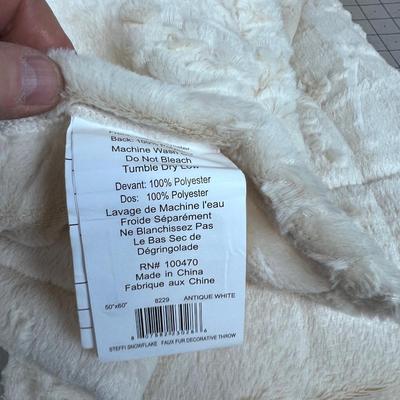 Back: 100% Polyester
Machine Wash
Do Not Bleach
Tumble Dry Low
Devant: 100% Polyester
Dos: 100% Polyester
Lavage de Machine l'eau
Froide Séparément
Ne Blanchissez Pas
Le Bas Sec de
Dégringolade
RN# 100470
Made in China
Fabrique aux Chine
50"x60" 8229 ANTIQUE WHITE
STEFFI SNOWFLAKE FAUX FUR DECORATIVE THROW